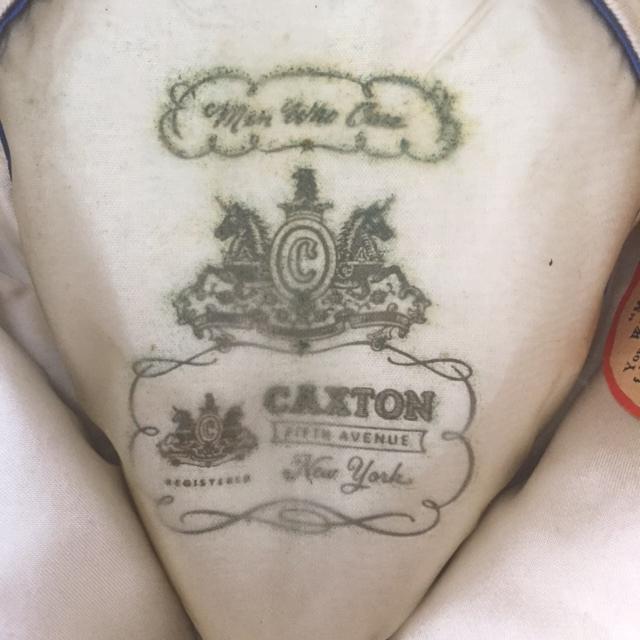 Men Who Care
C
CAXTON
FIFTH AVENUE
New York
C
REGISTERED